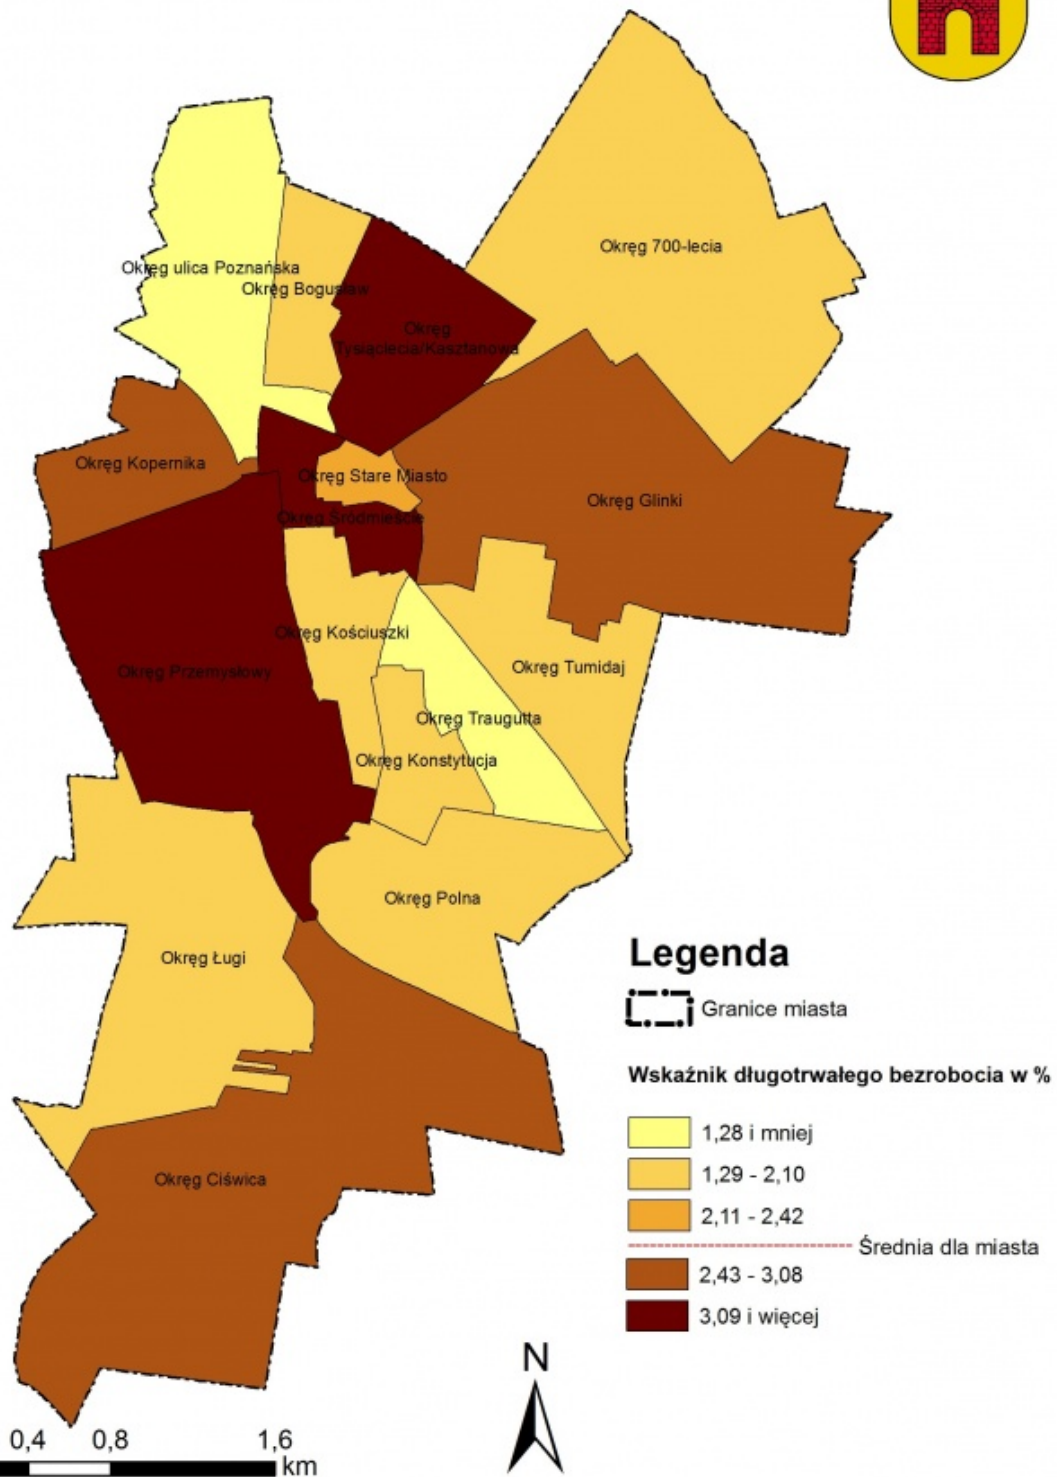 Okręg 700-lecia
Okręg ulica Poznańska
Okręg Bogusław
Okręg
Tysiąclecia/Kasztanowa
Okręg Kopernika
Okręg Stare Miasto
Okręg Glinki
Okręg Śródmieście
Okręg Kościuszki
Okręg Tumidaj
Okręg Przemysłowy
Okręg Traugutta
Okręg Konstytucja
Okręg Polna
Okręg Ługi
Okręg Ciświca
Legenda
Granice miasta
Wskaźnik długotrwałego bezrobocia w %
1,28 i mniej
1,29 - 2,10
2,11 - 2,42
Średnia dla miasta
2,43 - 3,08
3,09 i więcej
N
0,4 0,8 1,6
km